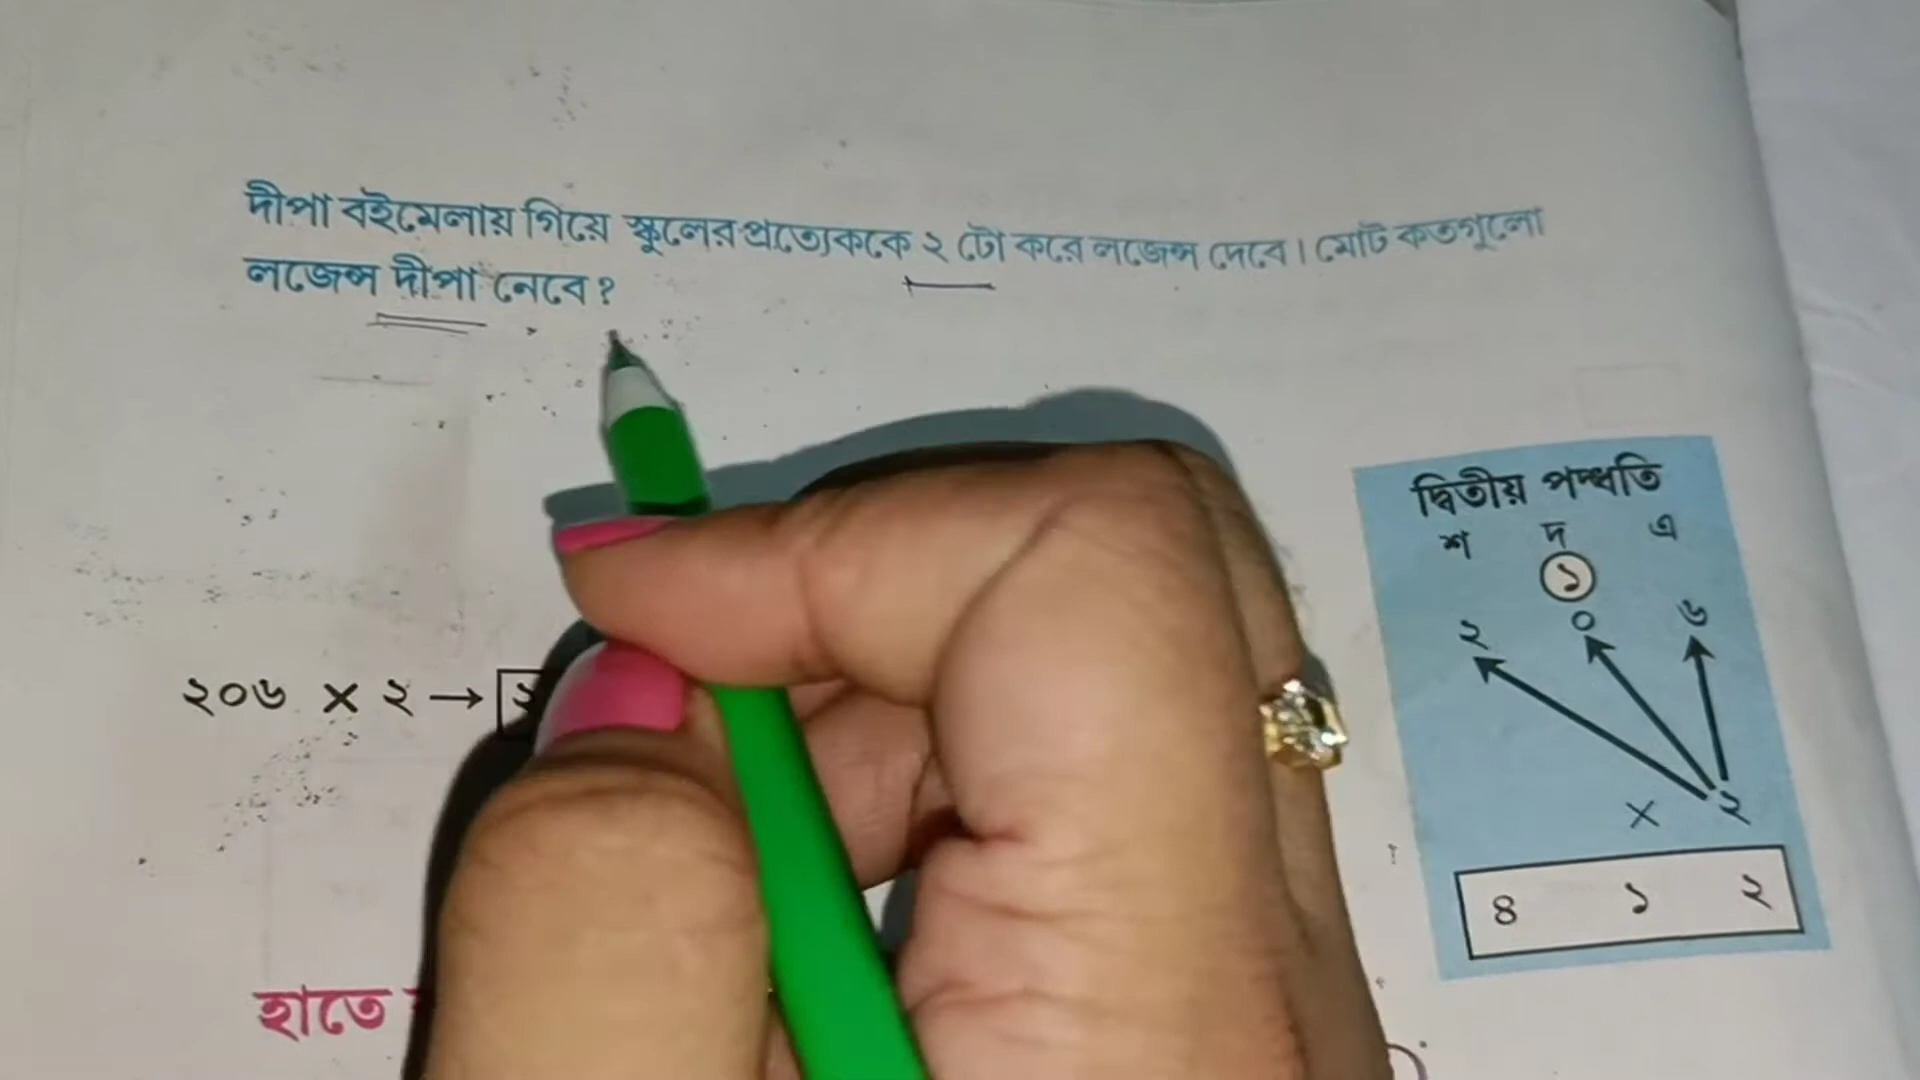 দীপা বইমেলায় গিয়ে স্কুলের প্রত্যেককে ২ টো করে লজেন্স দেবে। মোট কতগুলো
লজেন্স দীপা নেবে?
২০৬ × ২ → ২
হাতে
দ্বিতীয় পদ্ধতি
শ দ এ
১
২ ০ ৬
× ২
৪ ১ ২